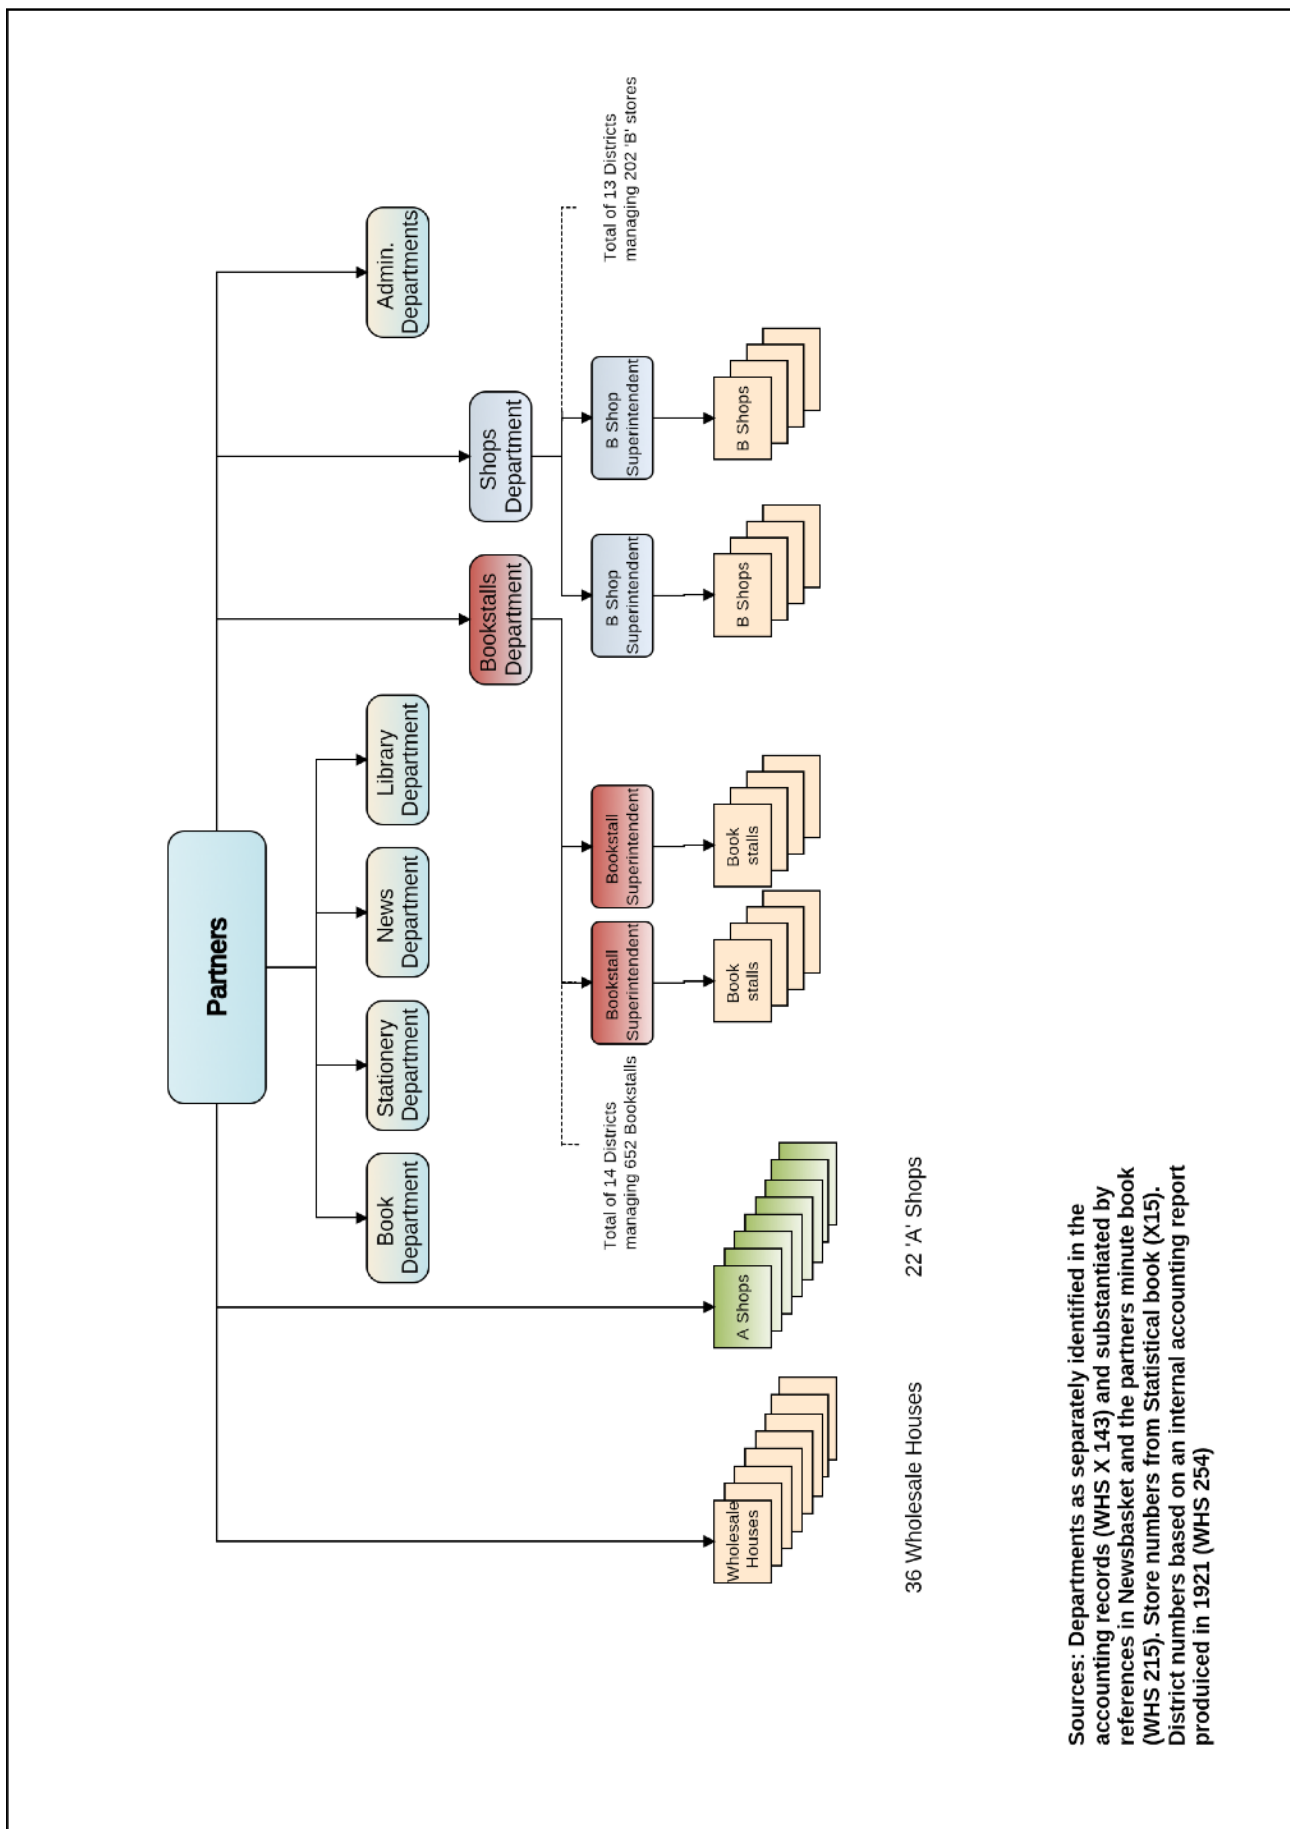 Partners
Book
Department
Stationery
Department
News
Department
Library
Department
Admin.
Departments
Bookstalls
Department
Shops
Department
Total of 14 Districts
managing 652 Bookstalls
Bookstall
Superintendent
Bookstall
Superintendent
B Shop
Superintendent
B Shop
Superintendent
Total of 13 Districts
managing 202 'B' stores
Wholesale
Houses
A Shops
Book
stalls
Book
stalls
B Shops
B Shops
36 Wholesale Houses
22 'A' Shops
Sources: Departments as separately identified in the
accounting records (WHS X 143) and substantiated by
references in Newsbasket and the partners minute book
(WHS 215). Store numbers from Statistical book (X15).
District numbers based on an internal accounting report
produced in 1921 (WHS 254)